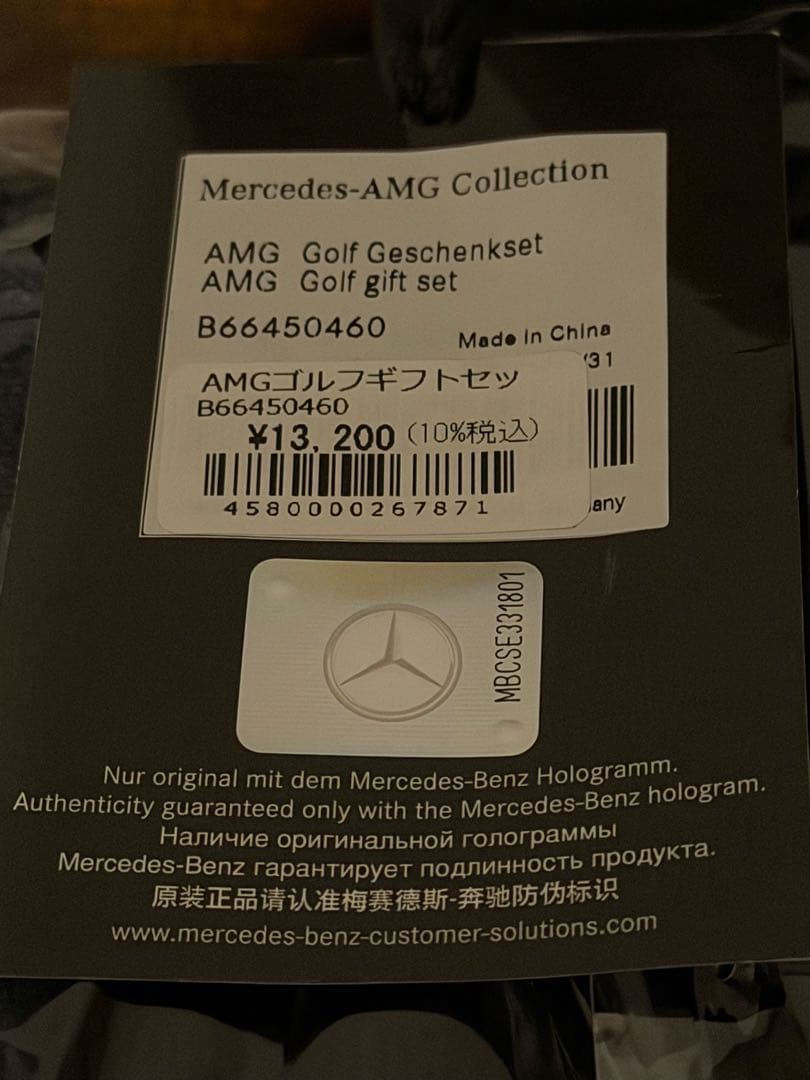 Mercedes-AMG Collection
AMG Golf Geschenkset
AMG Golf gift set
B66450460
Made in China
/31
AMGゴルフギフトセッ
B66450460
¥13,200(10%税込)
4580000267871
any
MBCSE331801
Nur original mit dem Mercedes-Benz Hologramm.
Authenticity guaranteed only with the Mercedes-Benz hologram.
Наличие оригинальной голограммы
Mercedes-Benz гарантирует подлинность продукта.
原装正品请认准梅赛德斯-奔驰防伪标识
www.mercedes-benz-customer-solutions.com